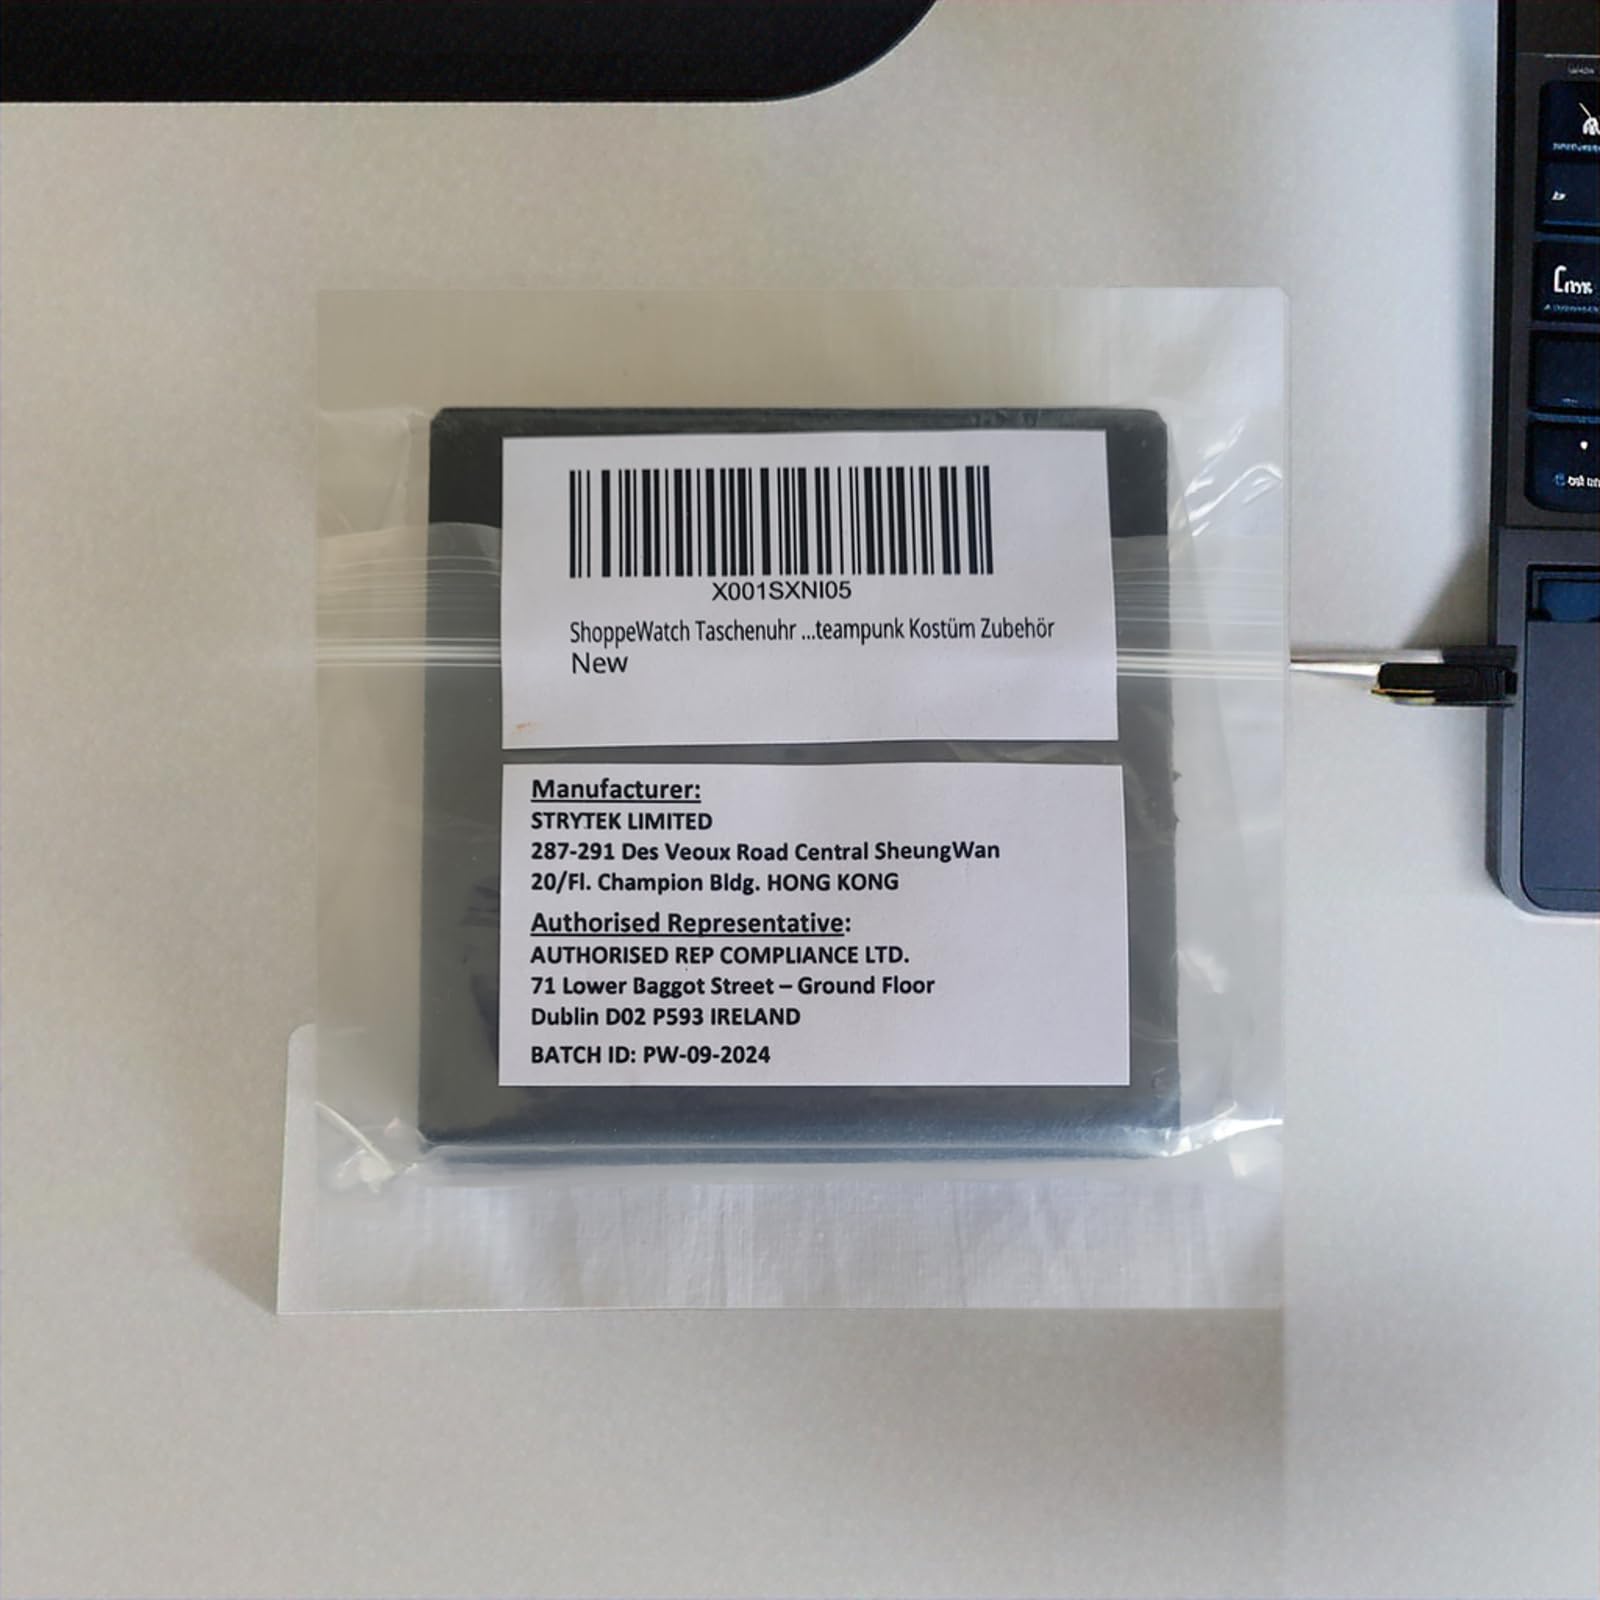 X001SXNI05
ShoppeWatch Taschenuhr ...teampunk Kostüm Zubehör
New
Manufacturer:
STRYTEK LIMITED
287-291 Des Veoux Road Central SheungWan
20/Fl. Champion Bldg. HONG KONG
Authorised Representative:
AUTHORISED REP COMPLIANCE LTD.
71 Lower Baggot Street – Ground Floor
Dublin D02 P593 IRELAND
BATCH ID: PW-09-2024